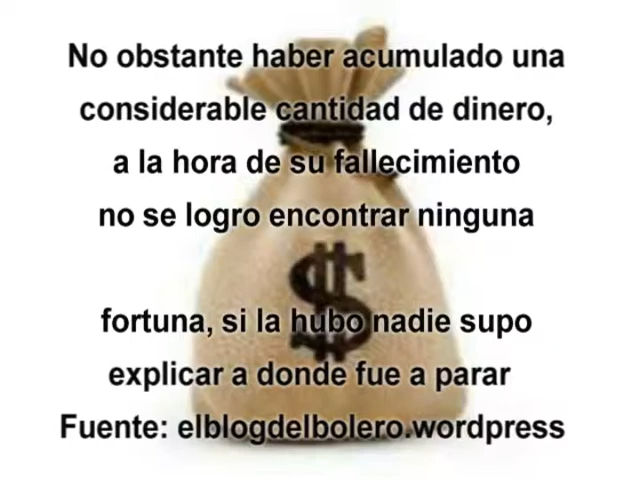 No obstante haber acumulado una
considerable cantidad de dinero,
a la hora de su fallecimiento
no se logro encontrar ninguna
fortuna, si la hubo nadie supo
explicar a donde fue a parar
Fuente: elblogdelbolero.wordpress
$